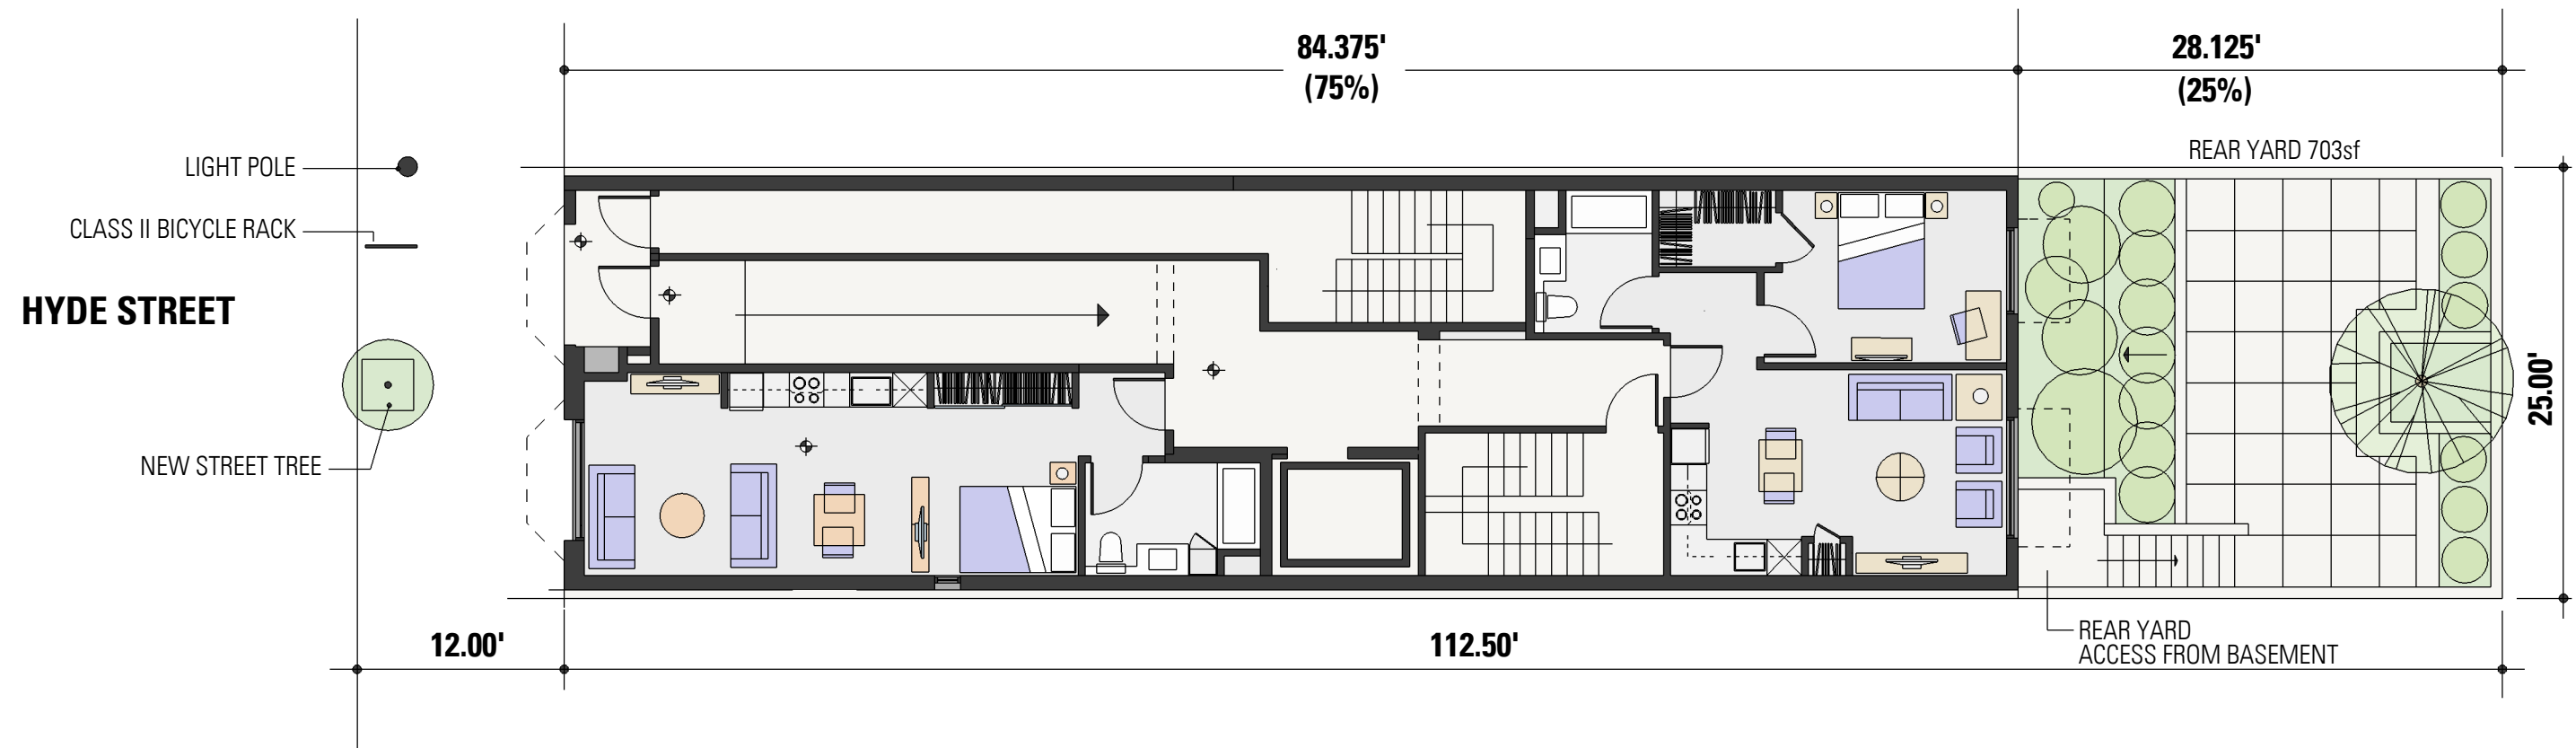 84.375'
(75%)
28.125'
(25%)
REAR YARD 703sf
LIGHT POLE
CLASS II BICYCLE RACK
HYDE STREET
NEW STREET TREE
25.00'
12.00'
112.50'
REAR YARD
ACCESS FROM BASEMENT